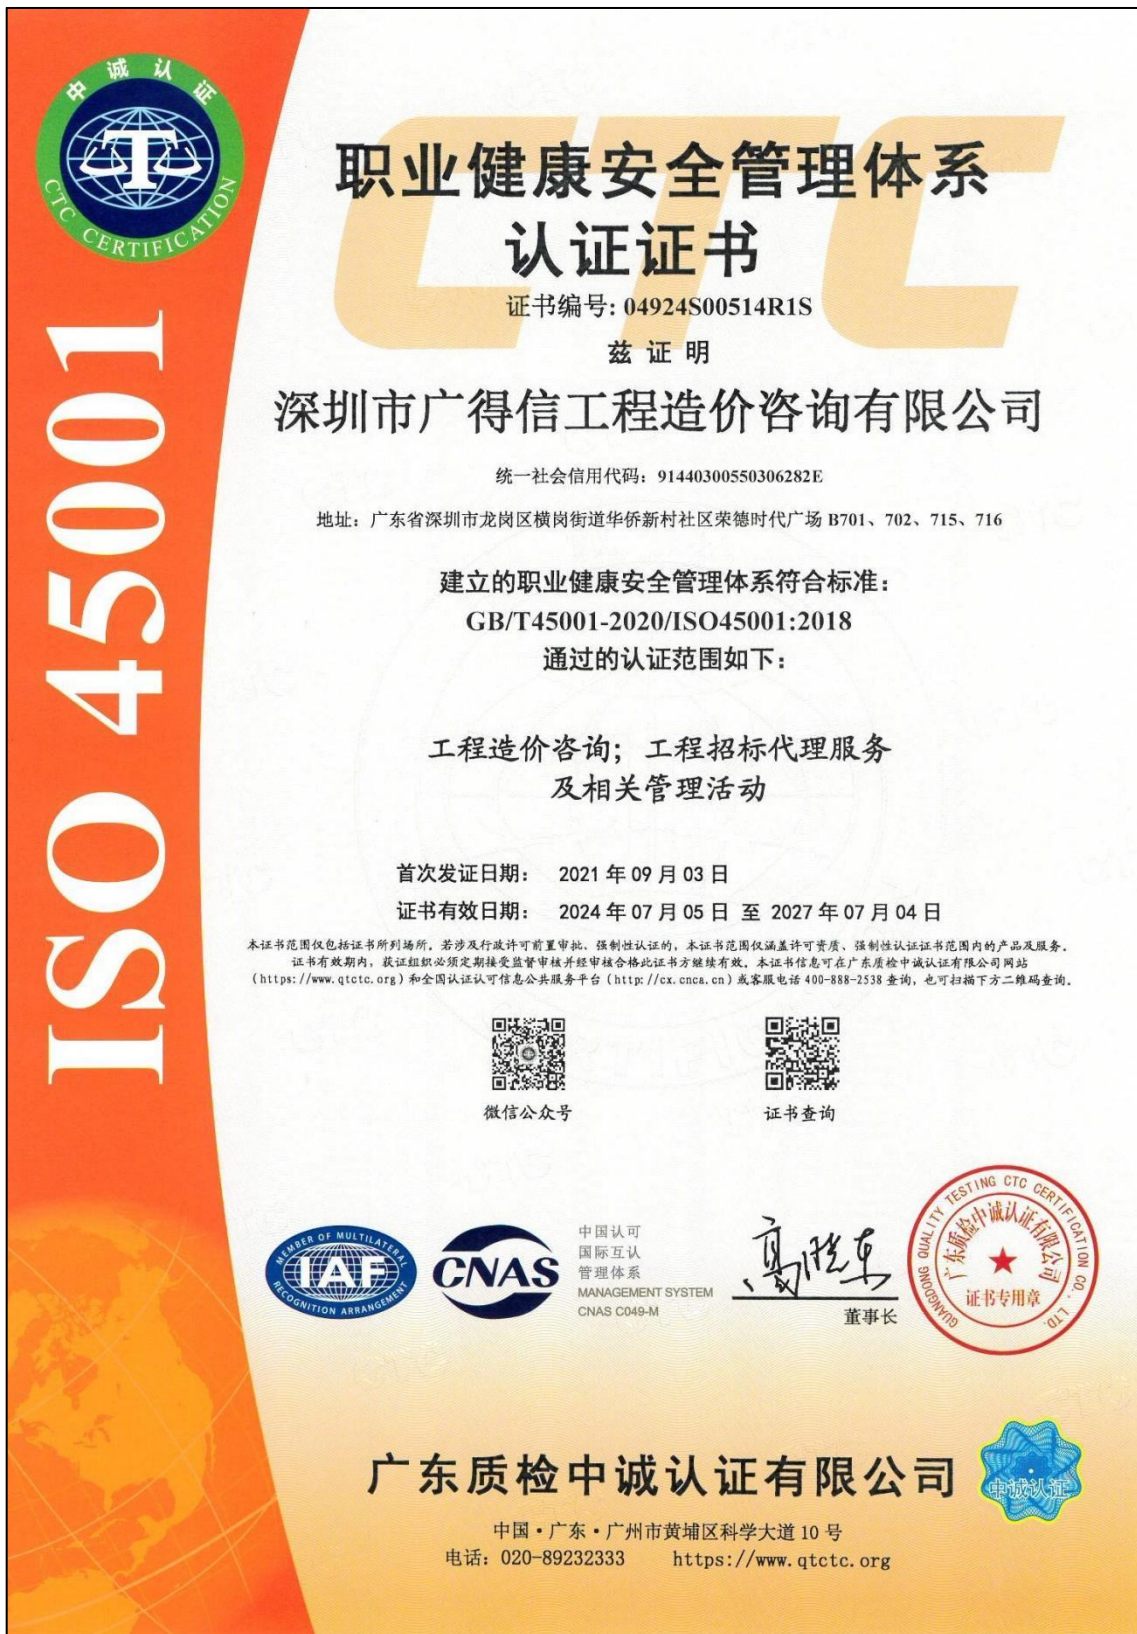 中诚认证
CTC CERTIFICATION
ISO 45001
CTC
职业健康安全管理体系
认证证书
证书编号: 04924S00514R1S
兹证明
深圳市广得信工程造价咨询有限公司
统一社会信用代码：91440300550306282E
地址：广东省深圳市龙岗区横岗街道华侨新村社区荣德时代广场 B701、702、715、716
建立的职业健康安全管理体系符合标准：
GB/T45001-2020/ISO45001:2018
通过的认证范围如下：
工程造价咨询；工程招标代理服务
及相关管理活动
首次发证日期： 2021 年 09 月 03 日
证书有效日期： 2024 年 07 月 05 日 至 2027 年 07 月 04 日
本证书范围仅包括证书所列场所。若涉及行政许可前置审批、强制性认证的，本证书范围仅涵盖许可资质、强制性认证证书范围内的产品及服务。
证书有效期内，获证组织必须定期接受监督审核并经审核合格此证书方继续有效。本证书信息可在广东质检中诚认证有限公司网站
（https://www.qtctc.org）和全国认证认可信息公共服务平台（http://cx.cnca.cn）或客服电话 400-888-2538 查询，也可扫描下方二维码查询。
微信公众号
证书查询
MEMBER OF MULTILATERAL
IAF
RECOGNITION ARRANGEMENT
CNAS
中国认可
国际互认
管理体系
MANAGEMENT SYSTEM
CNAS C049-M
高晓东
董事长
GUANGDONG QUALITY TESTING CTC CERTIFICATION CO., LTD.
广东质检中诚认证有限公司
证书专用章
广东质检中诚认证有限公司
中诚认证
中国·广东·广州市黄埔区科学大道 10 号
电话：020-89232333 https://www.qtctc.org